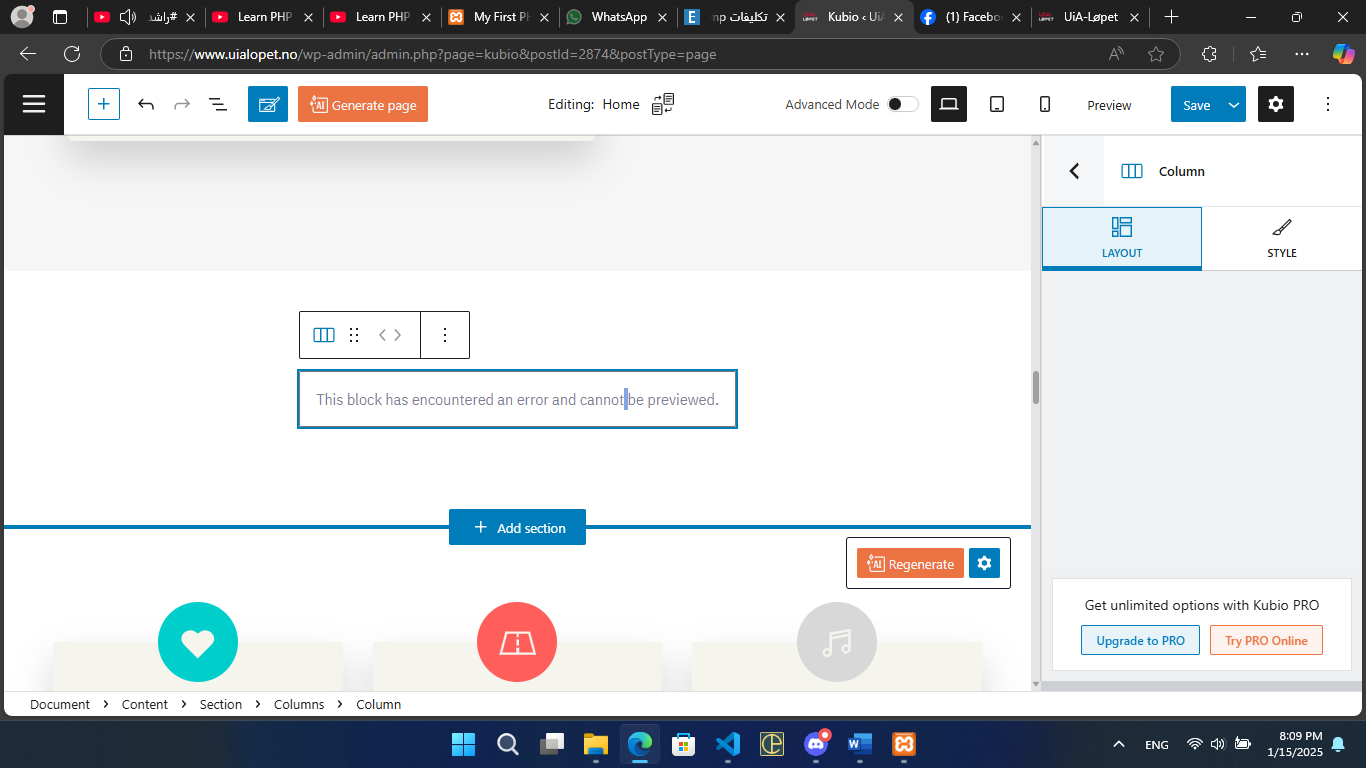 #راشد
Learn PHP
Learn PHP
My First P
WhatsApp
تكليفات mp
Kubio ‹ UiA
(1) Facebo
UiA-Løpet
https://www.uialopet.no/wp-admin/admin.php?page=kubio&postId=2874&postType=page
AI Generate page
Editing: Home
Advanced Mode
Preview
Save
Column
LAYOUT
STYLE
This block has encountered an error and cannot be previewed.
Add section
AI Regenerate
Get unlimited options with Kubio PRO
Upgrade to PRO
Try PRO Online
Document
Content
Section
Columns
Column
ENG
8:09 PM
1/15/2025